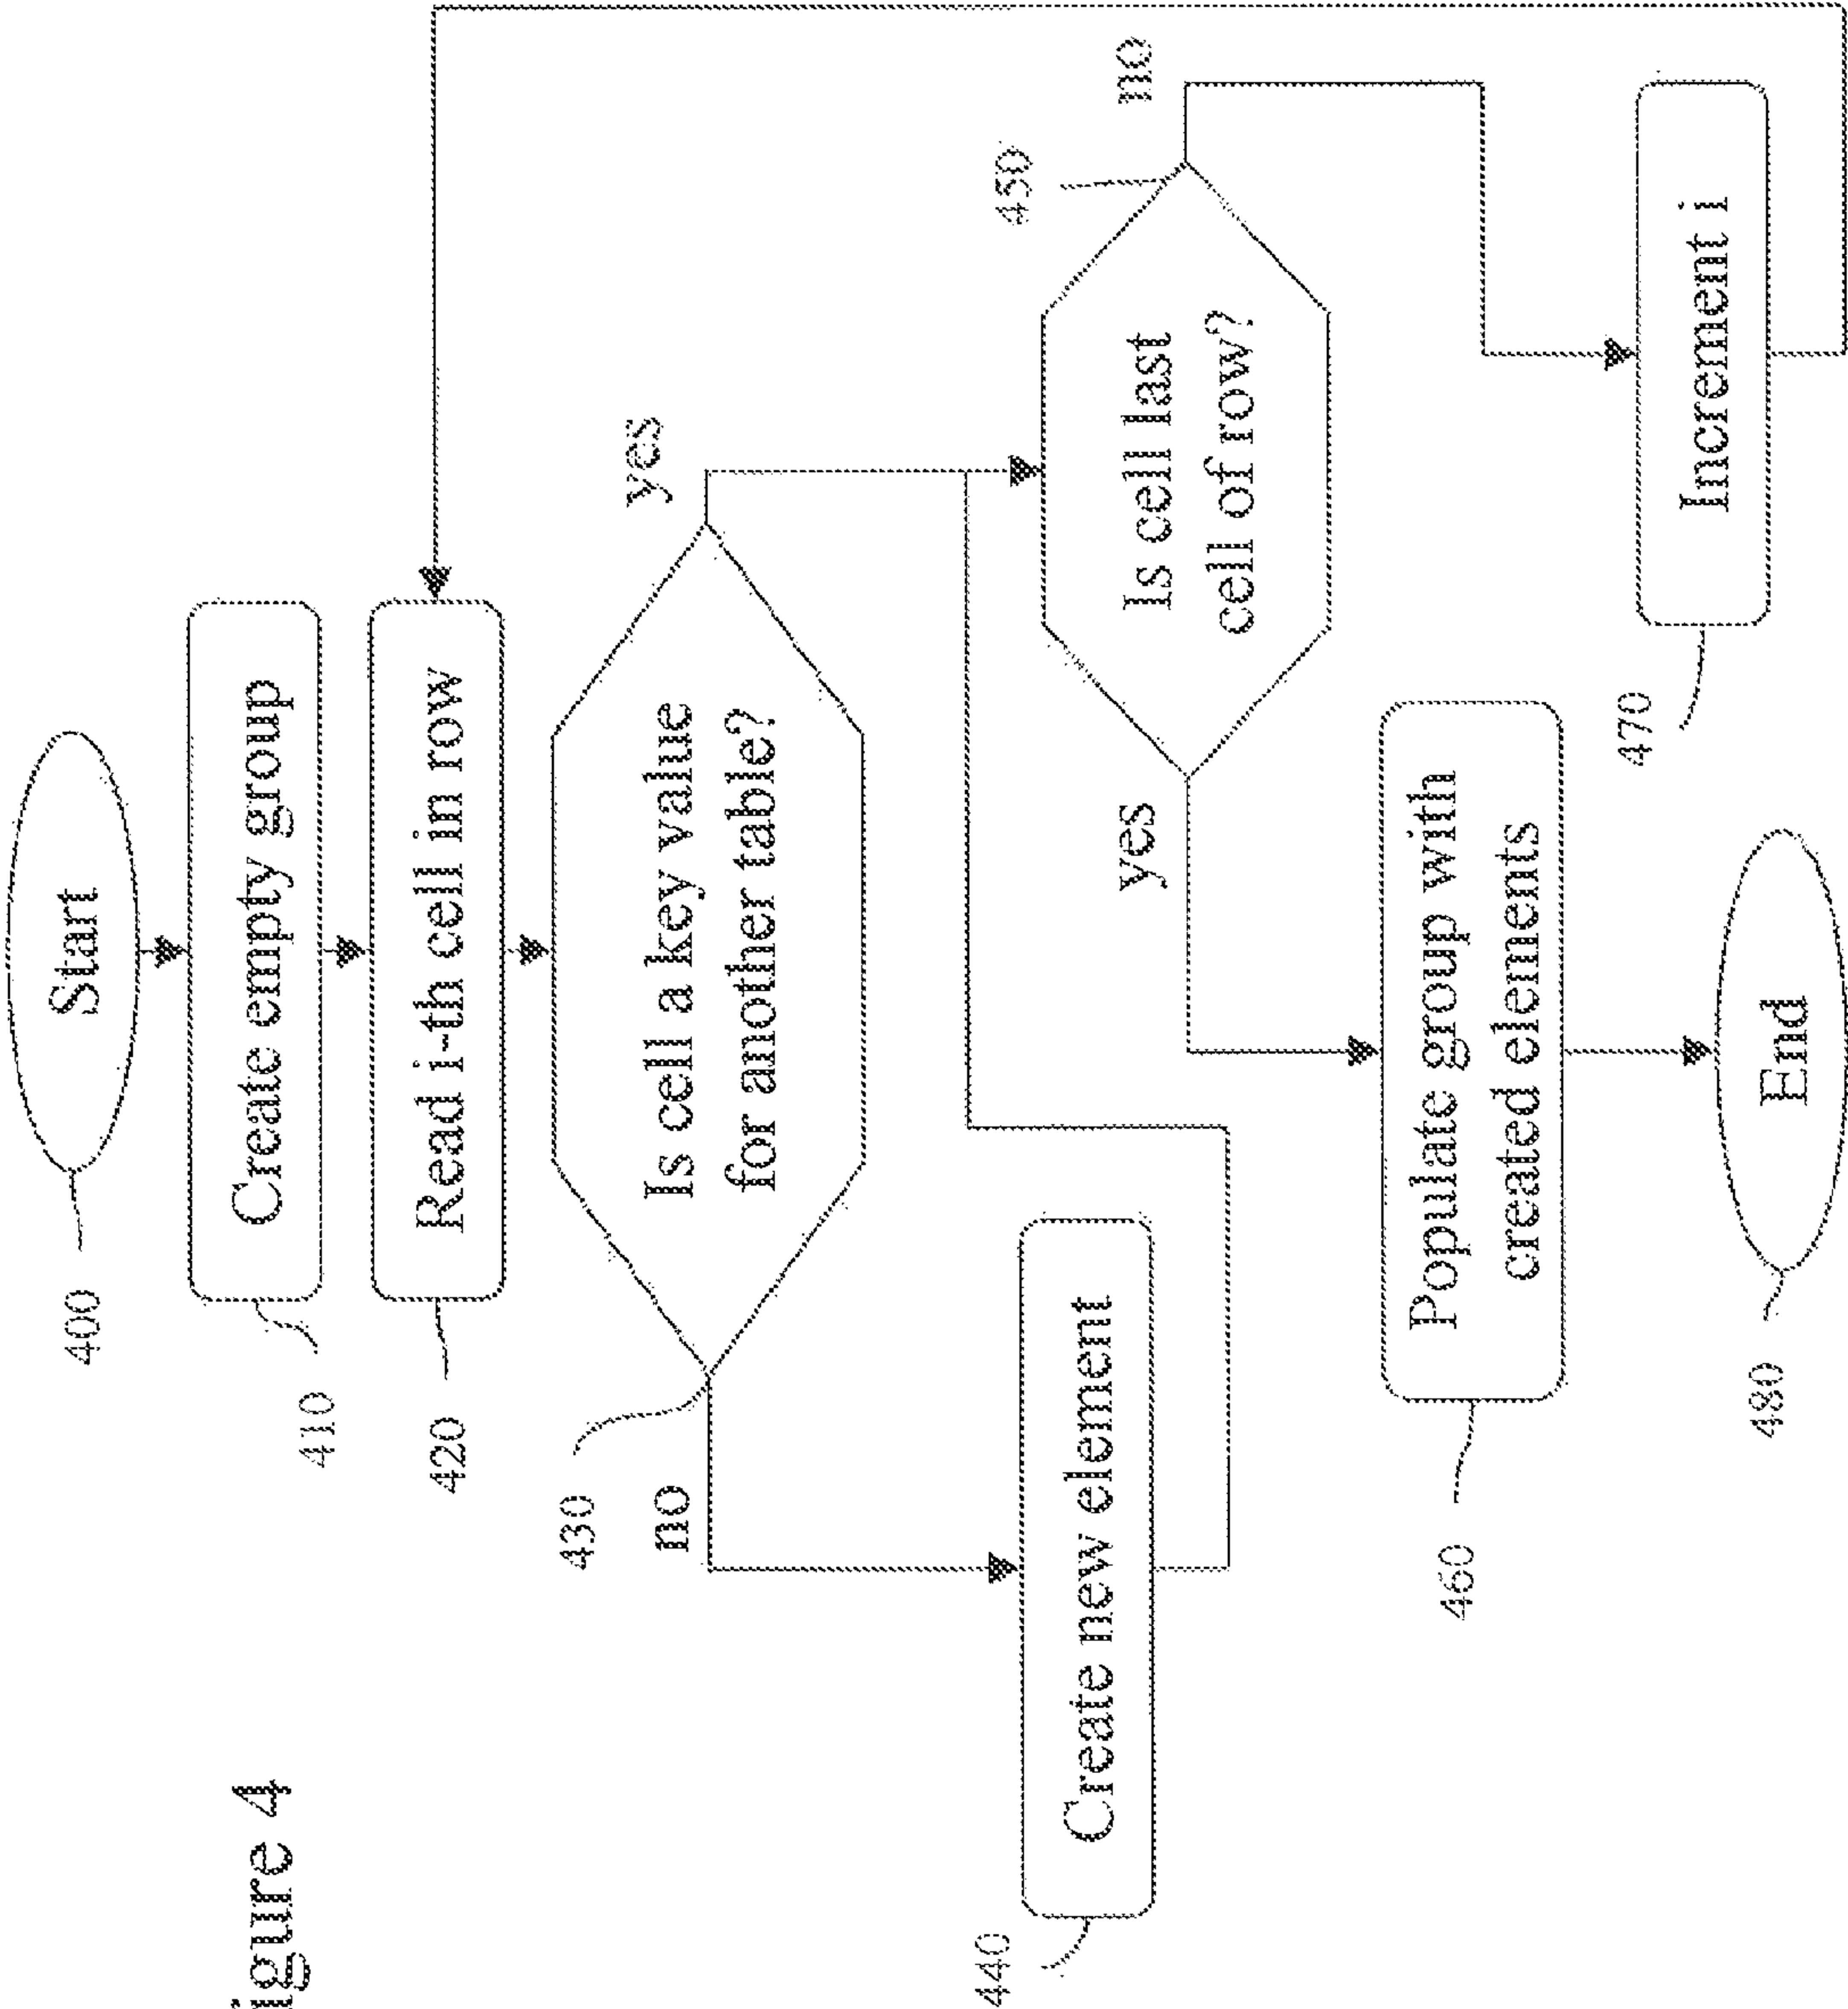 igure 4
Start
400
Create empty group
410
Read i-th cell in row
420
Is cell a key value
for another table?
430
no
yes
Create new element
440
Is cell last
cell of row?
450
yes
no
Populate group with
created elements
460
Increment i
470
End
480